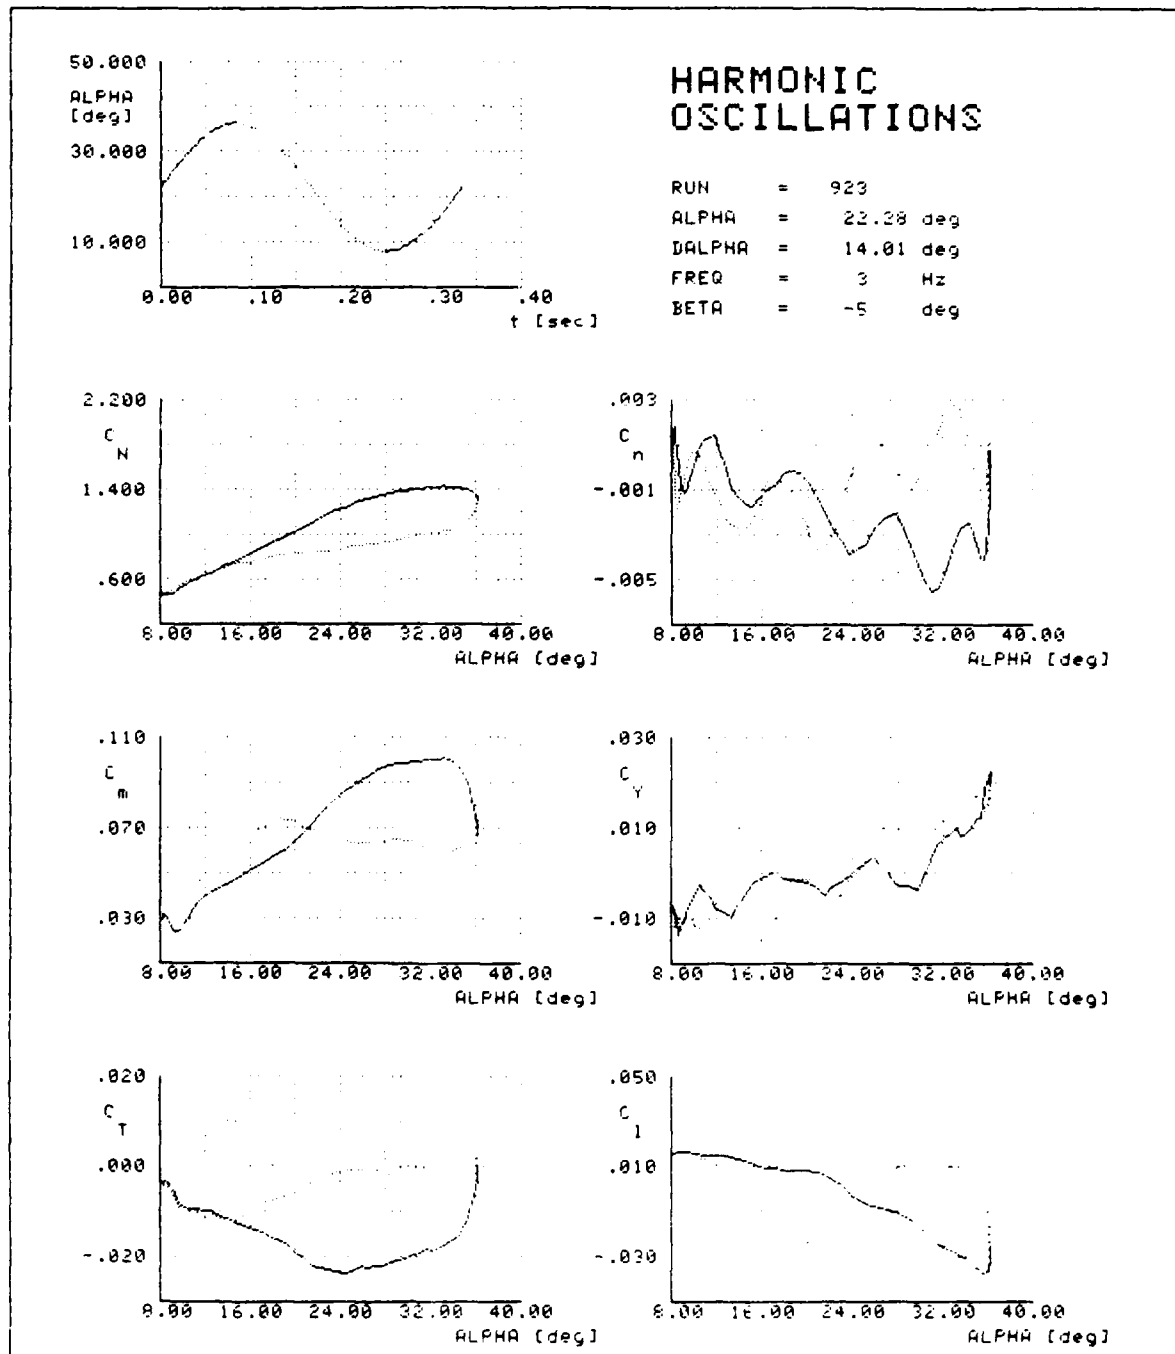 HARMONIC
OSCILLATIONS
RUN = 923
ALPHA = 22.28 deg
DALPHA = 14.01 deg
FREQ = 3 Hz
BETA = -5 deg
50.000
ALPHA
[deg]
30.000
10.000
0.00 .10 .20 .30 .40
t [sec]
2.200
C N
1.400
.600
8.00 16.00 24.00 32.00 40.00
ALPHA [deg]
.003
C n
-.001
-.005
8.00 16.00 24.00 32.00 40.00
ALPHA [deg]
.110
C m
.070
.030
8.00 16.00 24.00 32.00 40.00
ALPHA [deg]
.030
C Y
.010
-.010
8.00 16.00 24.00 32.00 40.00
ALPHA [deg]
.020
C T
.000
-.020
8.00 16.00 24.00 32.00 40.00
ALPHA [deg]
.050
C l
.010
-.030
8.00 16.00 24.00 32.00 40.00
ALPHA [deg]